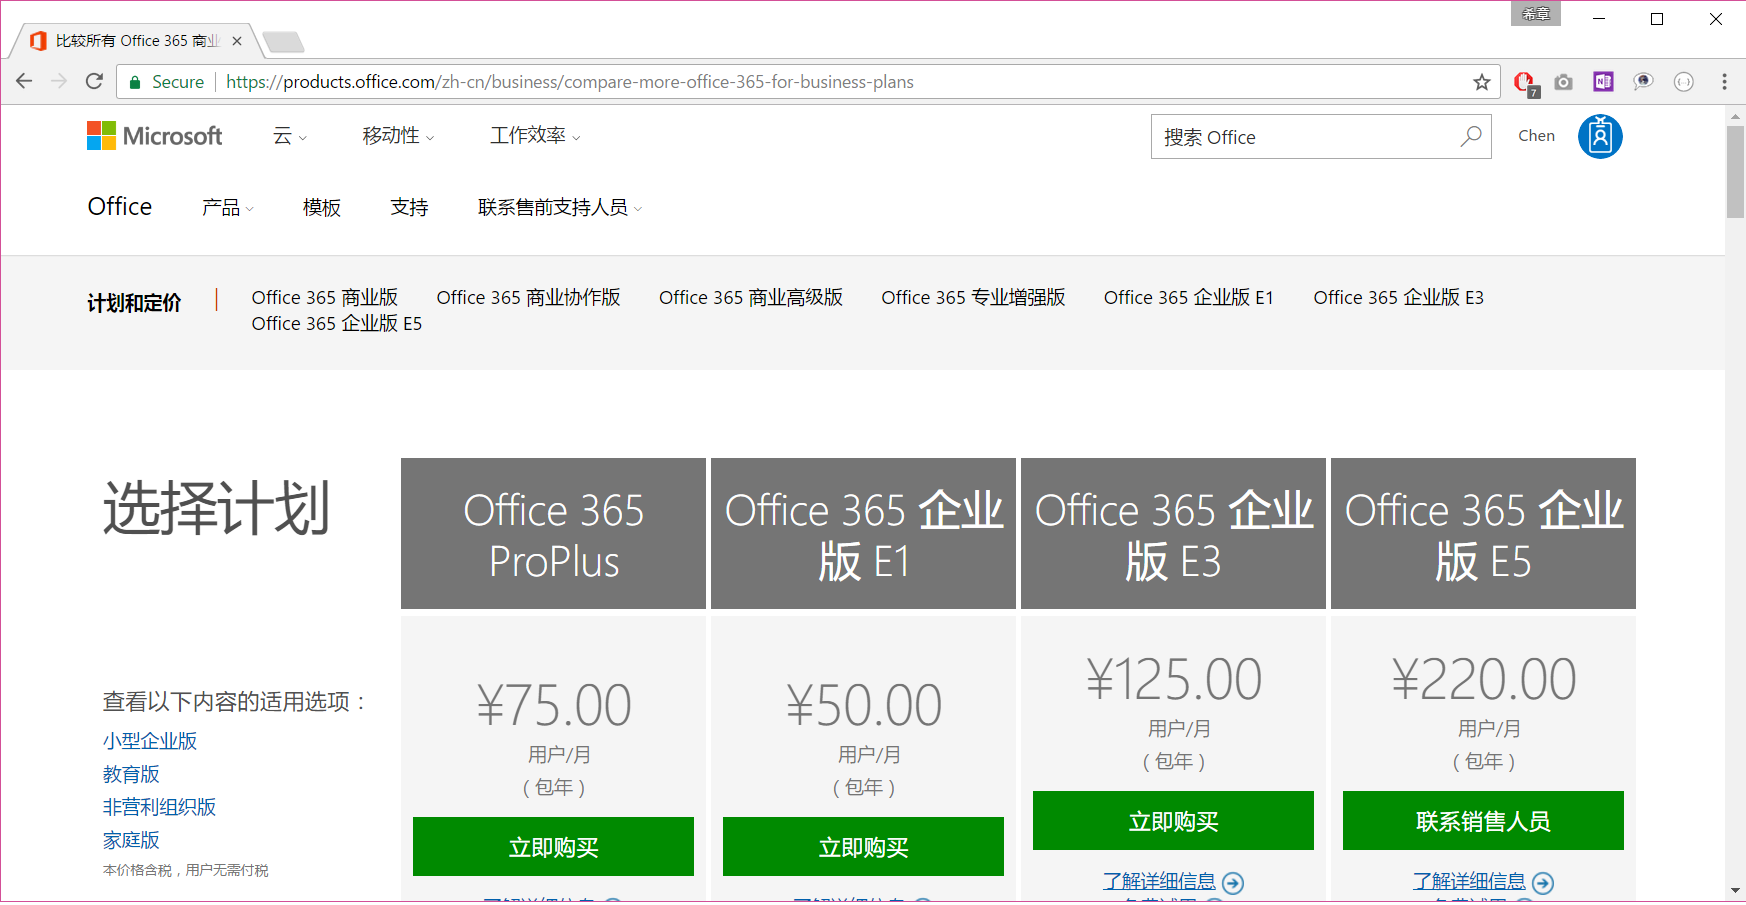 希章
比较所有 Office 365 商业
Secure https://products.office.com/zh-cn/business/compare-more-office-365-for-business-plans
7
Microsoft 云 移动性 工作效率 搜索 Office Chen
Office 产品 模板 支持 联系售前支持人员
计划和定价 Office 365 商业版 Office 365 商业协作版 Office 365 商业高级版 Office 365 专业增强版 Office 365 企业版 E1 Office 365 企业版 E3
Office 365 企业版 E5
选择计划
Office 365
ProPlus
Office 365 企业
版 E1
Office 365 企业
版 E3
Office 365 企业
版 E5
¥75.00
用户/月
（包年）
立即购买
¥50.00
用户/月
（包年）
立即购买
¥125.00
用户/月
（包年）
立即购买
了解详细信息
¥220.00
用户/月
（包年）
联系销售人员
了解详细信息
查看以下内容的适用选项：
小型企业版
教育版
非营利组织版
家庭版
本价格含税，用户无需付税